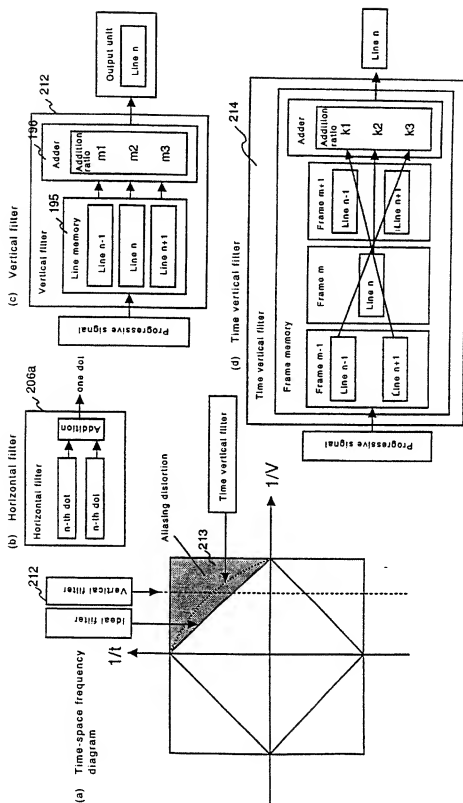 (a) Time-space frequency
diagram
1/t
1/V
Ideal filter
Vertical filter
212
Aliasing distortion
213
Time vertical filter
(b) Horizontal filter
206a
Horizontal filter
n-th dot
n-th dot
Addition
one dot
(c) Vertical filter
212
196
195
Progressive signal
Vertical filter
Line memory
Line n-1
Line n
Line n+1
Adder
Addition
ratio
m1
m2
m3
Output unit
Line n
(d) Time vertical filter
214
Progressive signal
Time vertical filter
Frame memory
Frame m-1
Line n-1
Line n+1
Frame m
Line n
Frame m+1
Line n-1
Line n+1
Adder
Addition
ratio
k1
k2
k3
Line n